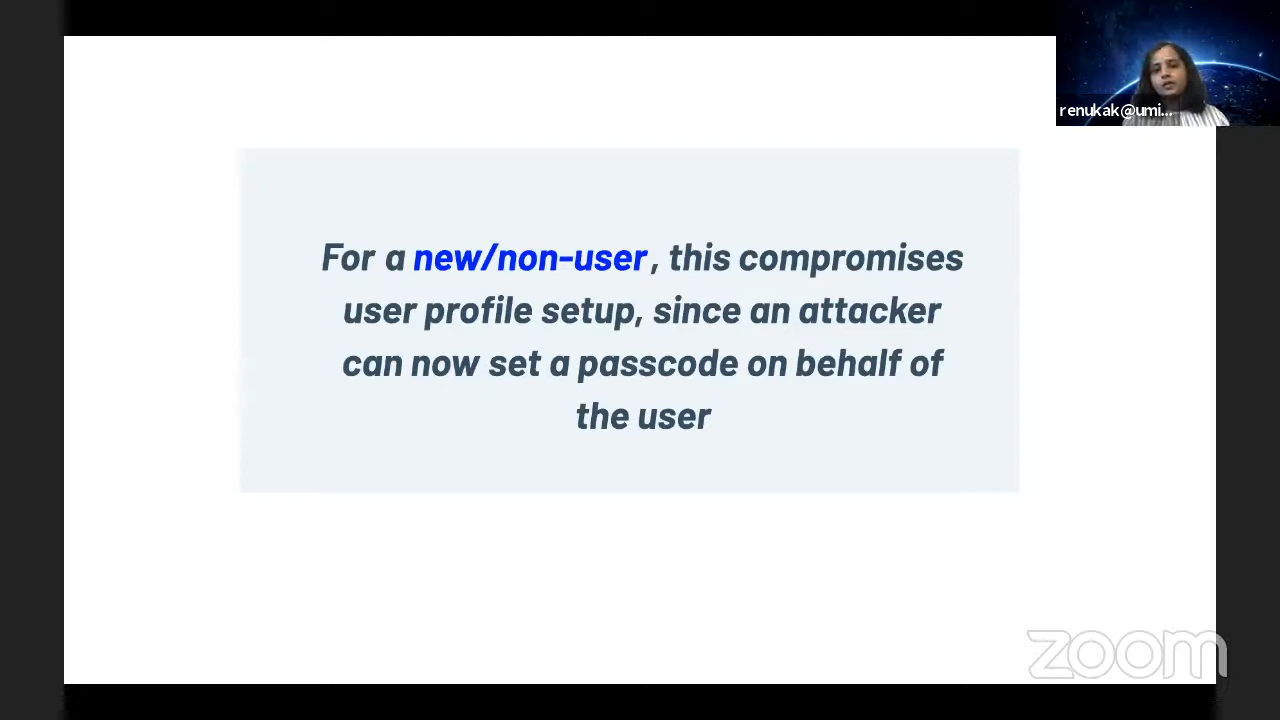 renukak@umi...
For a new/non-user, this compromises
user profile setup, since an attacker
can now set a passcode on behalf of
the user
zoom